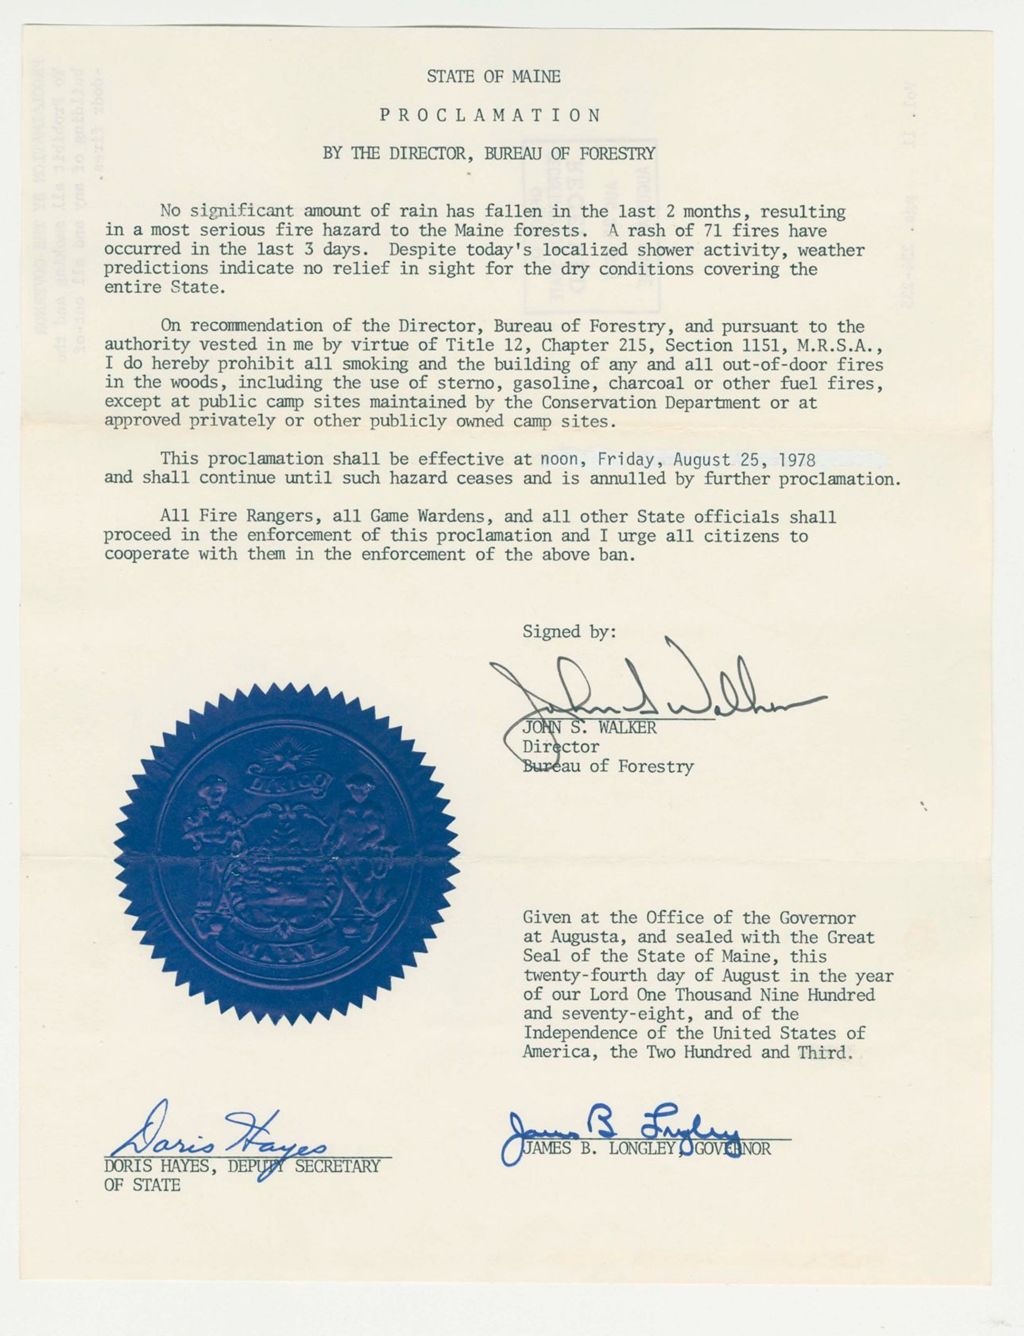 STATE OF MAINE
PROCLAMATION
BY THE DIRECTOR, BUREAU OF FORESTRY
No significant amount of rain has fallen in the last 2 months, resulting
in a most serious fire hazard to the Maine forests. A rash of 71 fires have
occurred in the last 3 days. Despite today's localized shower activity, weather
predictions indicate no relief in sight for the dry conditions covering the
entire State.
On recommendation of the Director, Bureau of Forestry, and pursuant to the
authority vested in me by virtue of Title 12, Chapter 215, Section 1151, M.R.S.A.,
I do hereby prohibit all smoking and the building of any and all out-of-door fires
in the woods, including the use of sterno, gasoline, charcoal or other fuel fires,
except at public camp sites maintained by the Conservation Department or at
approved privately or other publicly owned camp sites.
This proclamation shall be effective at noon, Friday, August 25, 1978
and shall continue until such hazard ceases and is annulled by further proclamation.
All Fire Rangers, all Game Wardens, and all other State officials shall
proceed in the enforcement of this proclamation and I urge all citizens to
cooperate with them in the enforcement of the above ban.
Signed by:
John S Walker
JOHN S. WALKER
Director
Bureau of Forestry
DIRIGO
MAINE
Given at the Office of the Governor
at Augusta, and sealed with the Great
Seal of the State of Maine, this
twenty-fourth day of August in the year
of our Lord One Thousand Nine Hundred
and seventy-eight, and of the
Independence of the United States of
America, the Two Hundred and Third.
Doris Hayes
DORIS HAYES, DEPUTY SECRETARY
OF STATE
James B Longley
JAMES B. LONGLEY, GOVERNOR